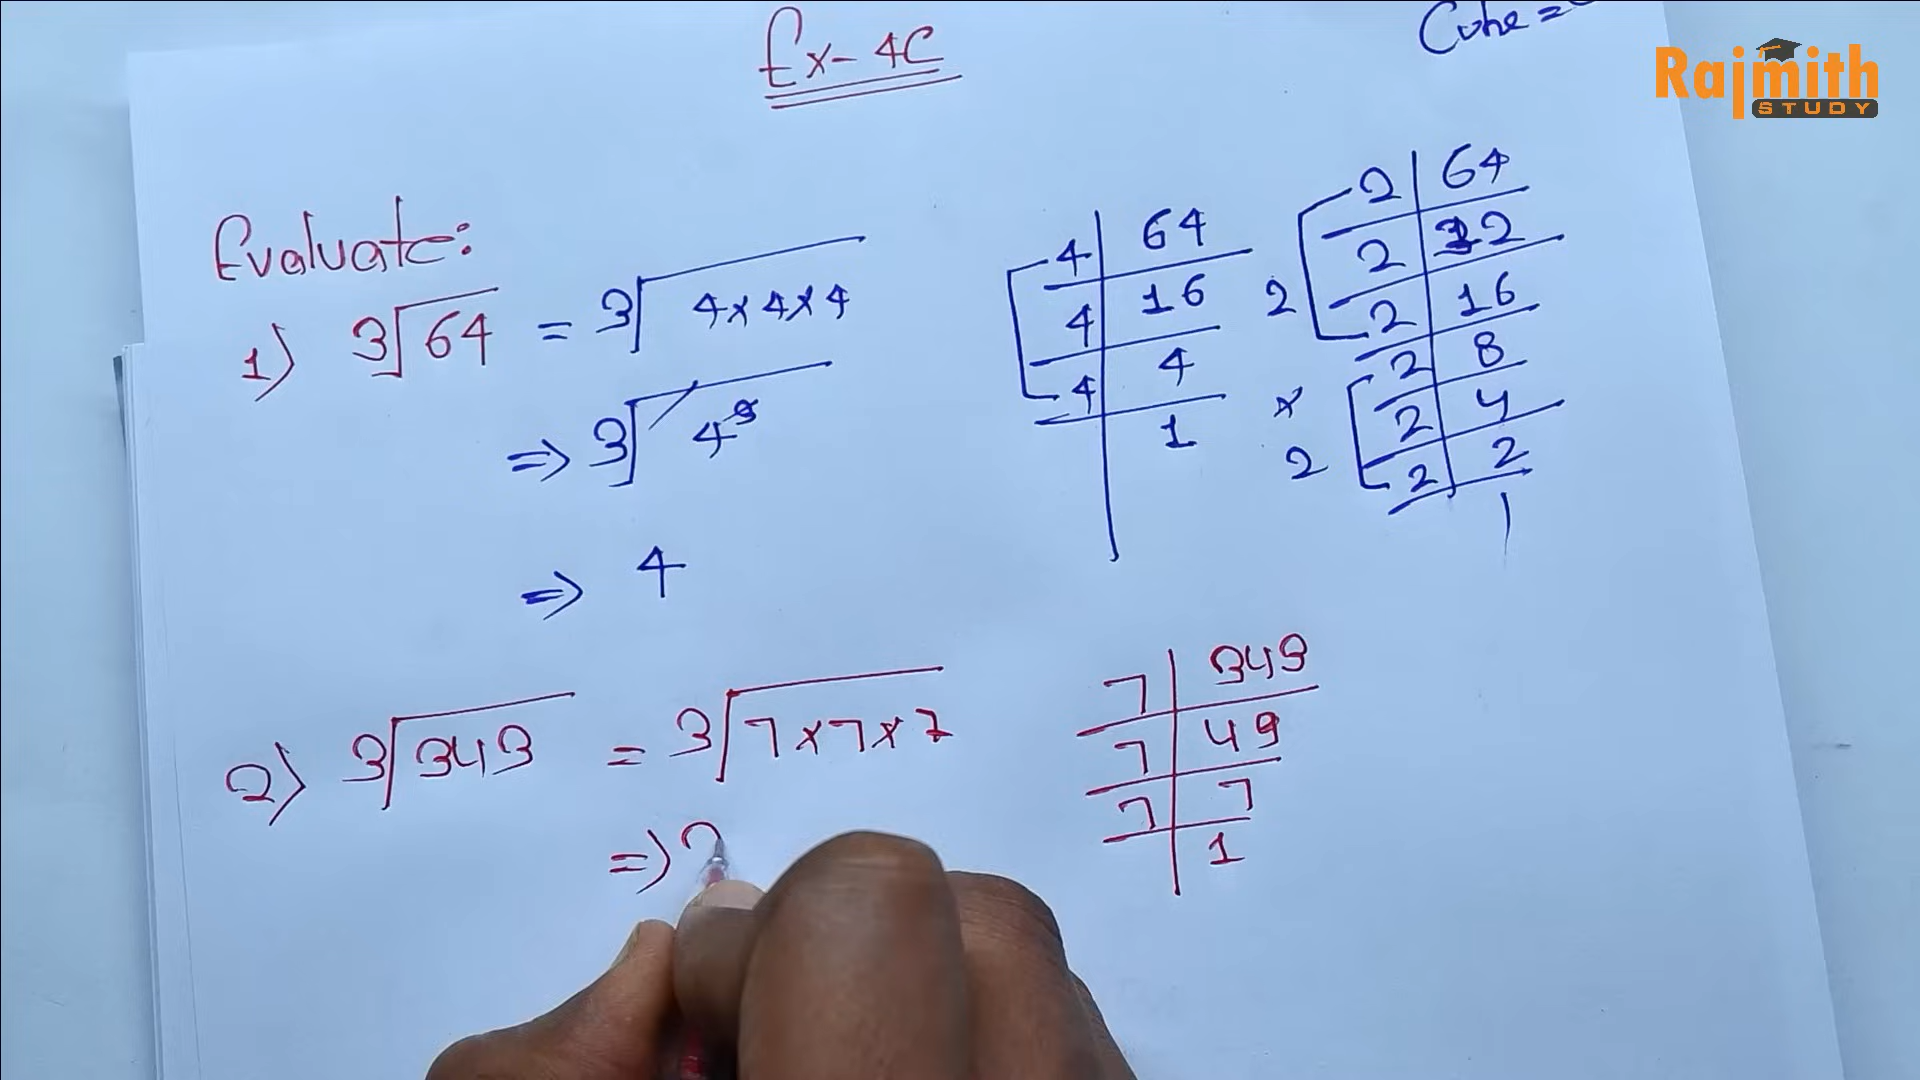 Ex-4C
Cube =
Rajmith
STUDY
Evaluate:
1) 3√64 = 3√4×4×4
⇒ 3√4³
⇒ 4
4 | 64
4 | 16
4 | 4
1
2 | 64
2 | 32
2 | 16
2 | 8
2 | 4
2 | 2
1
2
×
2
2) 3√343 = 3√7×7×7
⇒
7 | 343
7 | 49
7 | 7
1